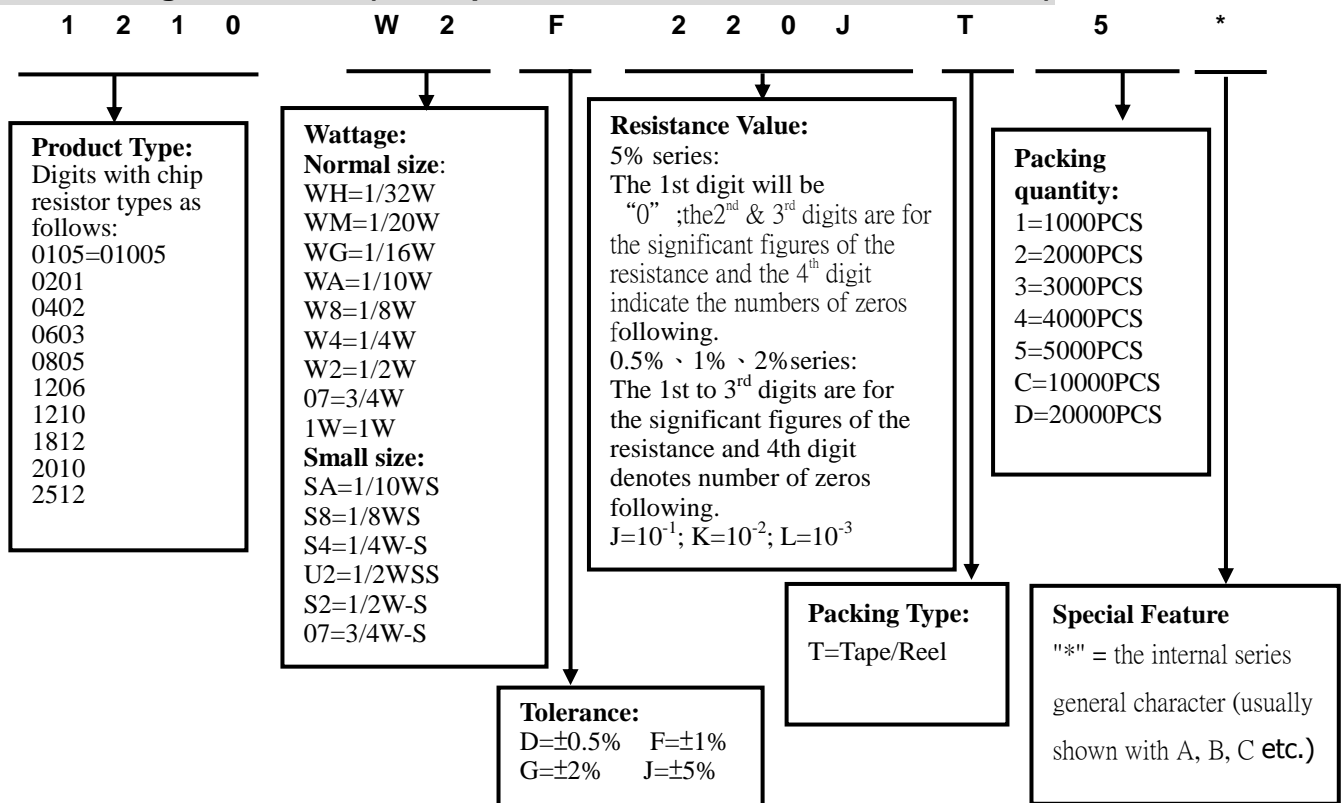 1 2 1 0 W 2 F 2 2 0 J T 5 *
Product Type:
Digits with chip
resistor types as
follows:
0105=01005
0201
0402
0603
0805
1206
1210
1812
2010
2512
Wattage:
Normal size:
WH=1/32W
WM=1/20W
WG=1/16W
WA=1/10W
W8=1/8W
W4=1/4W
W2=1/2W
07=3/4W
1W=1W
Small size:
SA=1/10WS
S8=1/8WS
S4=1/4W-S
U2=1/2WSS
S2=1/2W-S
07=3/4W-S
Tolerance:
D=±0.5% F=±1%
G=±2% J=±5%
Resistance Value:
5% series:
The 1st digit will be
“0” ;the2nd & 3rd digits are for
the significant figures of the
resistance and the 4th digit
indicate the numbers of zeros
following.
0.5%、1%、2%series:
The 1st to 3rd digits are for
the significant figures of the
resistance and 4th digit
denotes number of zeros
following.
J=10-1; K=10-2; L=10-3
Packing Type:
T=Tape/Reel
Packing
quantity:
1=1000PCS
2=2000PCS
3=3000PCS
4=4000PCS
5=5000PCS
C=10000PCS
D=20000PCS
Special Feature
"*" = the internal series
general character (usually
shown with A, B, C etc.)